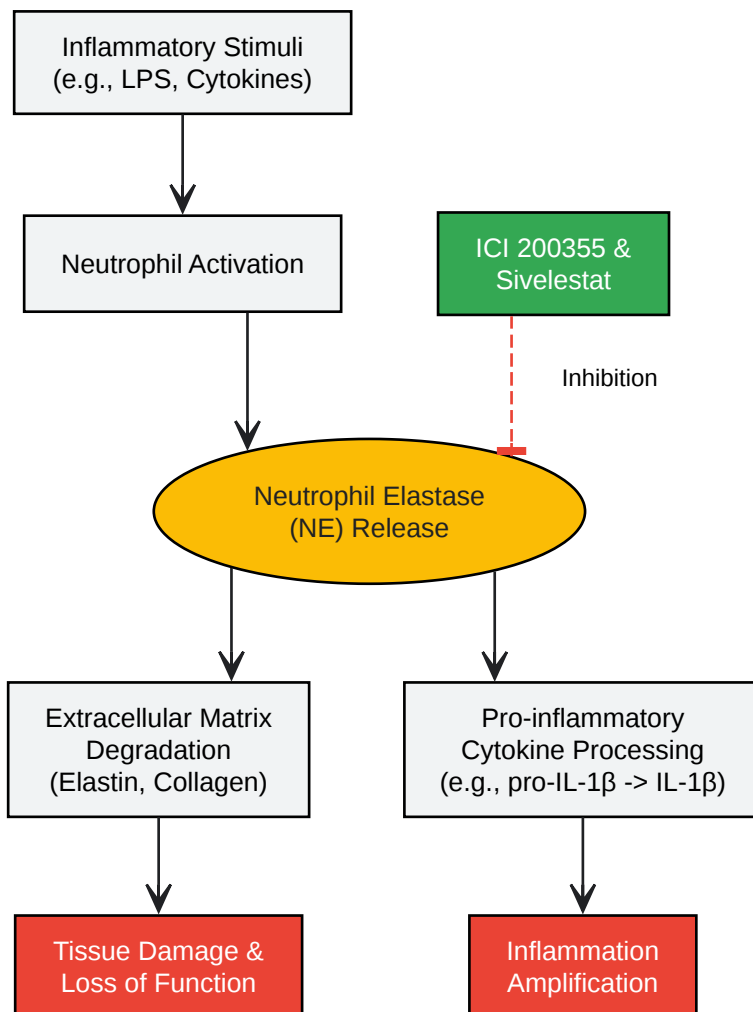 Inflammatory Stimuli
(e.g., LPS, Cytokines)
Neutrophil Activation
ICI 200355 &
Sivelestat
Inhibition
Neutrophil Elastase
(NE) Release
Extracellular Matrix
Degradation
(Elastin, Collagen)
Pro-inflammatory
Cytokine Processing
(e.g., pro-IL-1β -> IL-1β)
Tissue Damage &
Loss of Function
Inflammation
Amplification